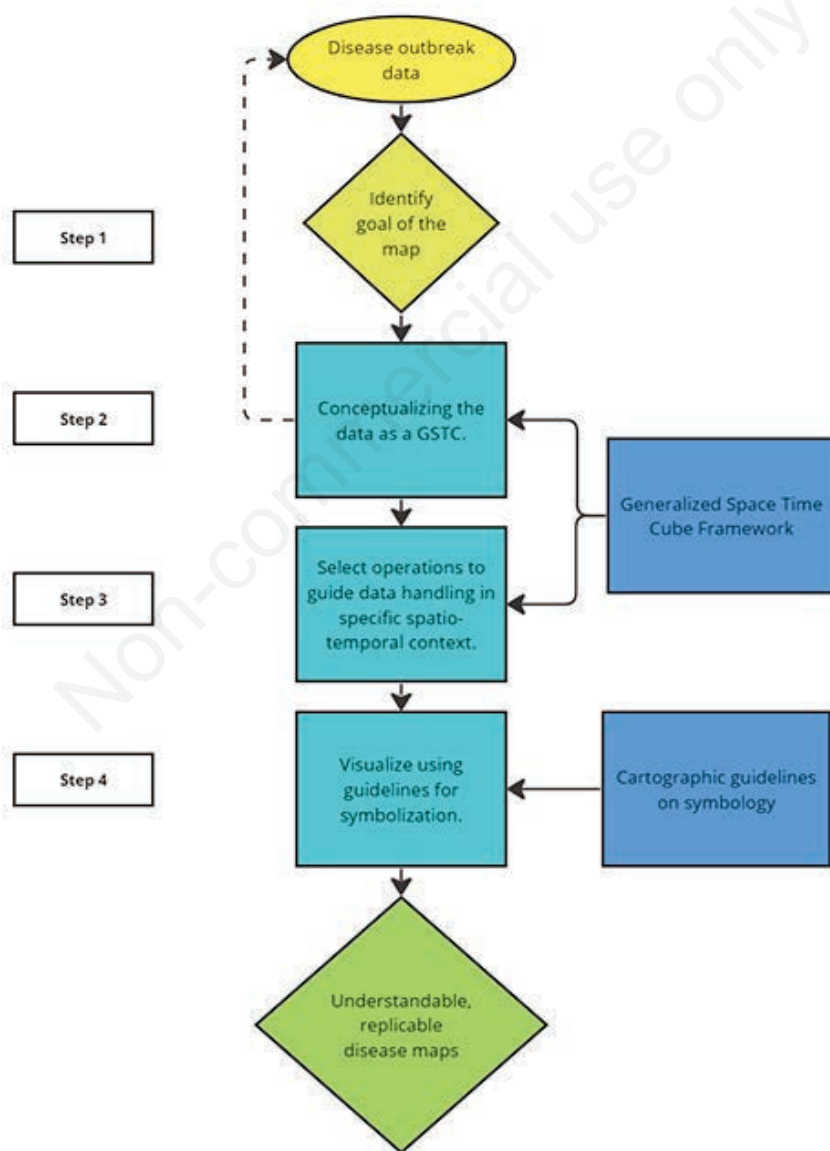 Disease outbreak
data
Identify
goal of the
map
Step 1
Conceptualizing the
data as a GSTC.
Step 2
Generalized Space Time
Cube Framework
Select operations to
guide data handling in
specific spatio-
temporal context.
Step 3
Visualize using
guidelines for
symbolization.
Step 4
Cartographic guidelines
on symbology
Understandable,
replicable
disease maps
Non-commercial use only